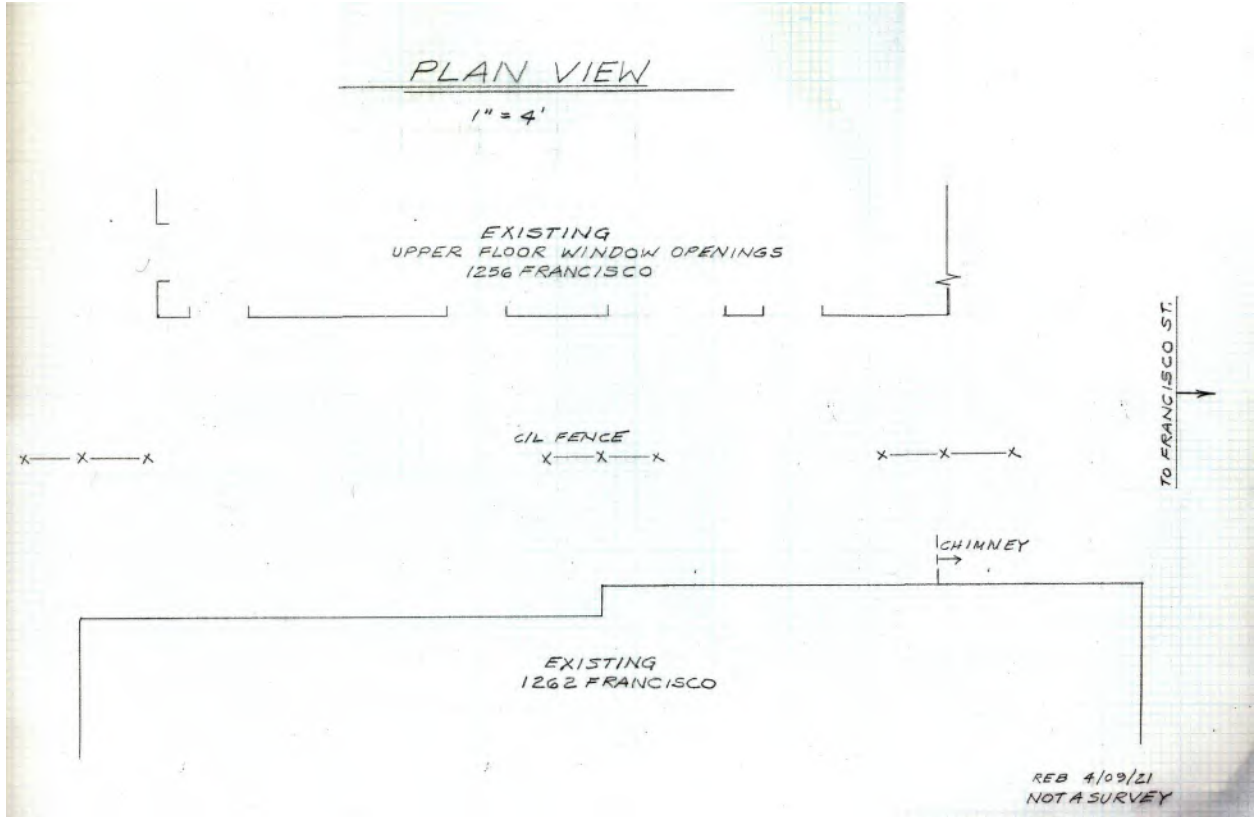 PLAN VIEW
1" = 4'
EXISTING
UPPER FLOOR WINDOW OPENINGS
1256 FRANCISCO
TO FRANCISCO ST.
C/L FENCE
CHIMNEY
EXISTING
1262 FRANCISCO
REB 4/09/21
NOT A SURVEY